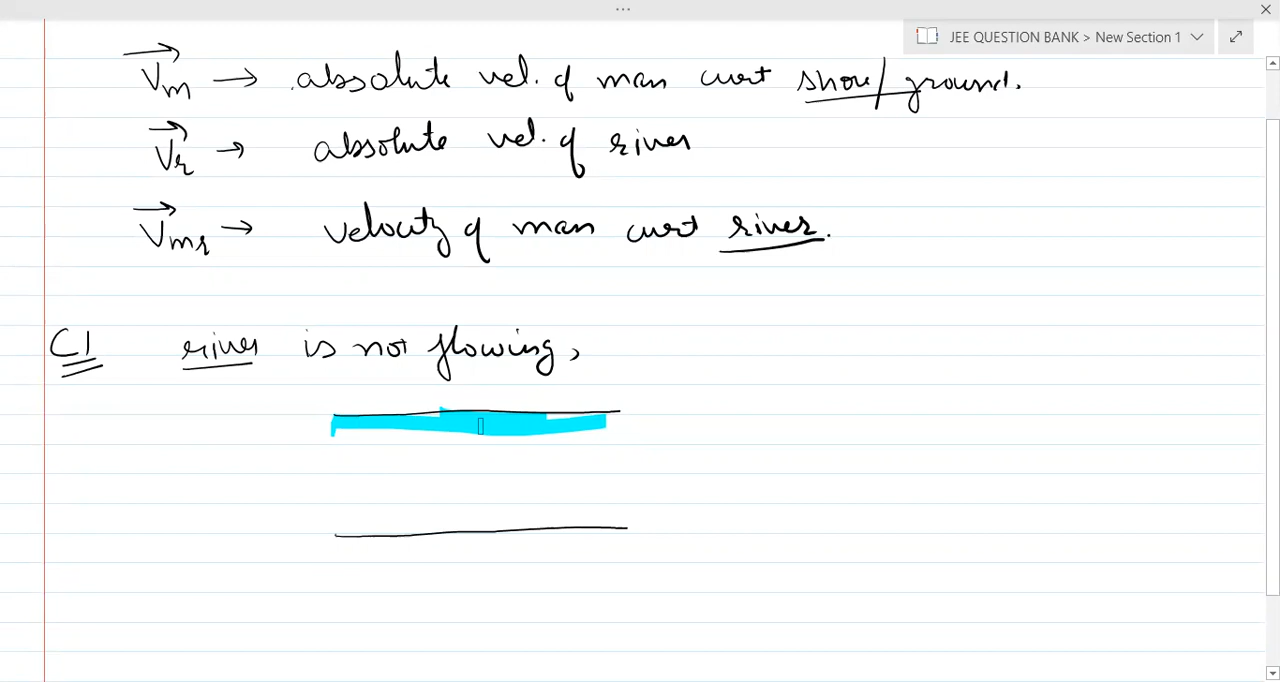 ...
JEE QUESTION BANK > New Section 1
V⃗m → absolute vel. of man wrt shore/ground.
V⃗r → absolute vel. of river
V⃗mr → velocity of man wrt river.
C1 river is not flowing,